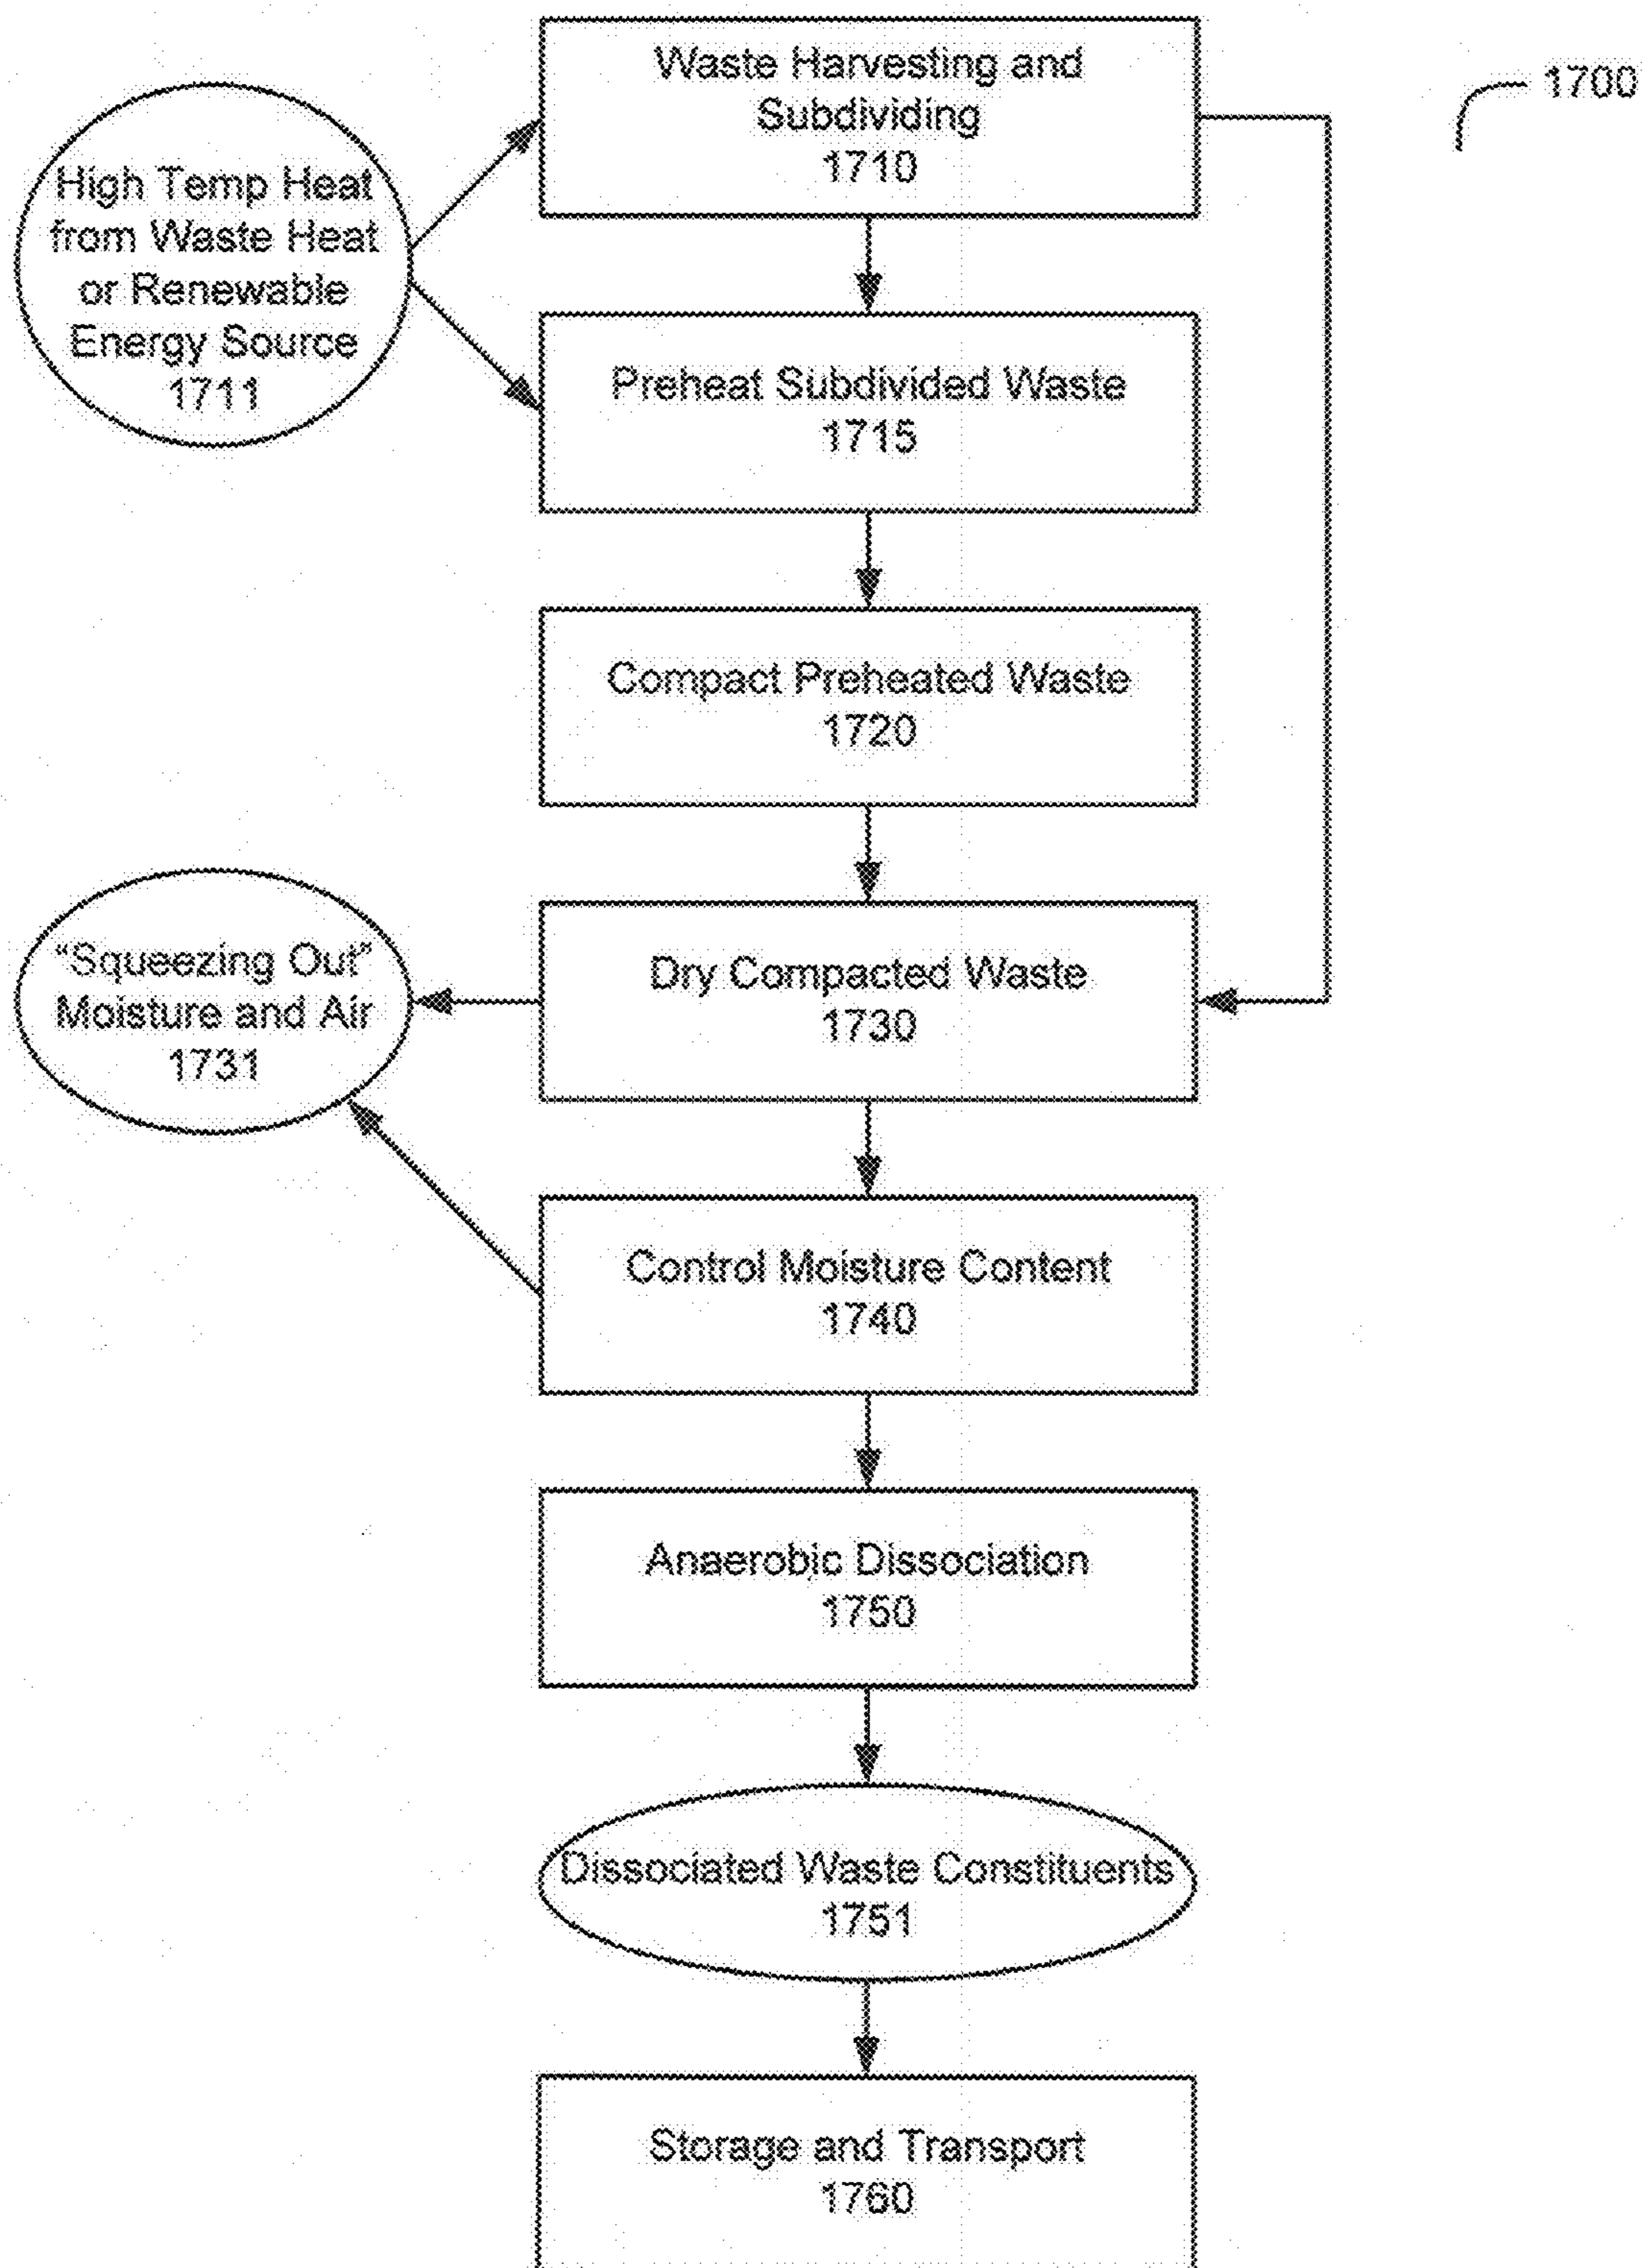 Waste Harvesting and
Subdividing
1710
1700
High Temp Heat
from Waste Heat
or Renewable
Energy Source
1711
Preheat Subdivided Waste
1715
Compact Preheated Waste
1720
Dry Compacted Waste
1730
“Squeezing Out”
Moisture and Air
1731
Control Moisture Content
1740
Anaerobic Dissociation
1750
Dissociated Waste Constituents
1751
Storage and Transport
1760